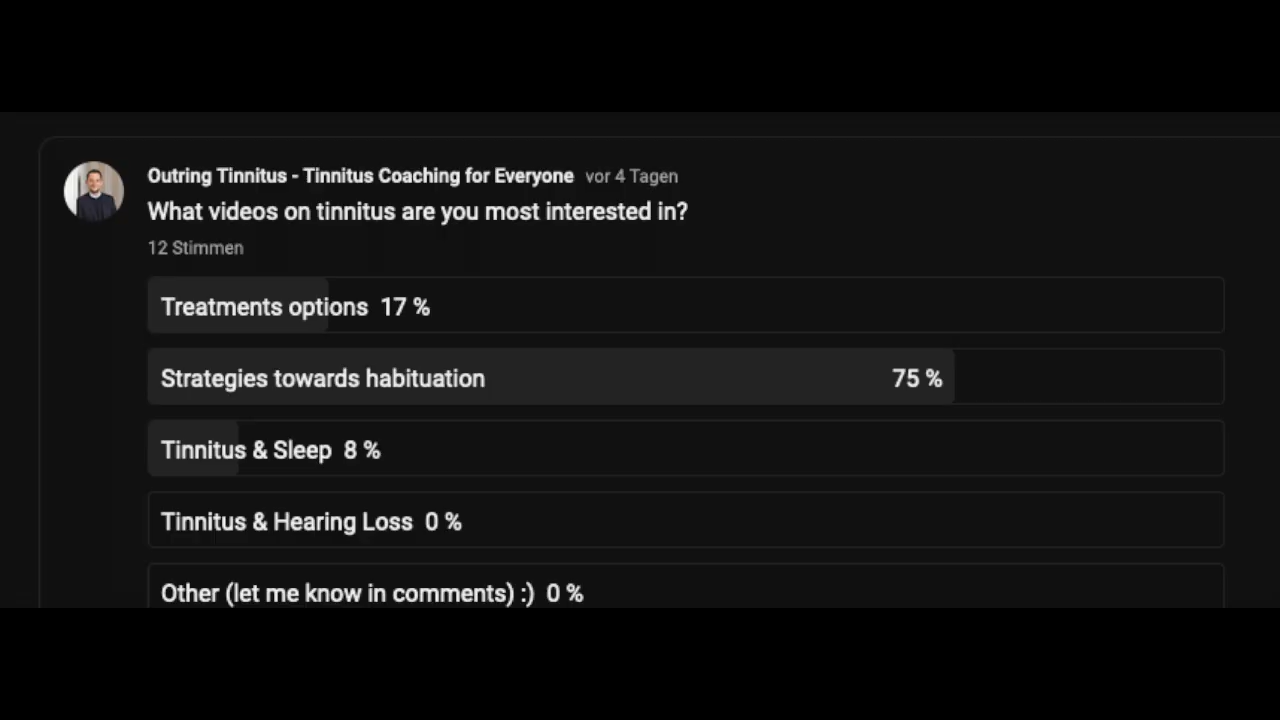 Outring Tinnitus - Tinnitus Coaching for Everyone vor 4 Tagen
What videos on tinnitus are you most interested in?
12 Stimmen
Treatments options 17 %
Strategies towards habituation 75 %
Tinnitus & Sleep 8 %
Tinnitus & Hearing Loss 0 %
Other (let me know in comments) :) 0 %